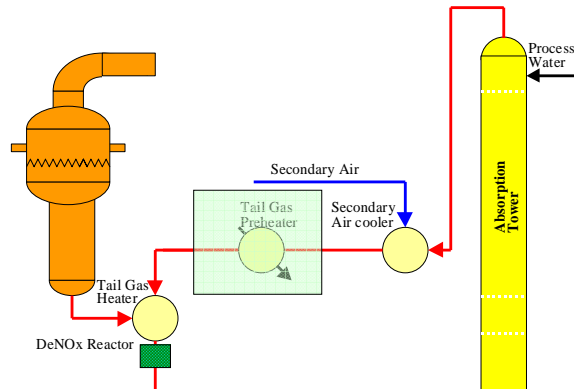 Process
Water
Absorption
Tower
Secondary Air
Tail Gas
Preheater
Secondary
Air cooler
Tail Gas
Heater
DeNOx Reactor